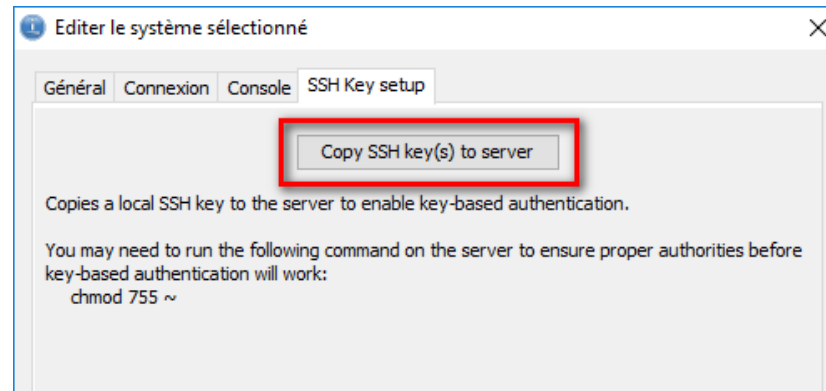 Editer le système sélectionné
Général Connexion Console SSH Key setup
Copy SSH key(s) to server
Copies a local SSH key to the server to enable key-based authentication.
You may need to run the following command on the server to ensure proper authorities before
key-based authentication will work:
chmod 755 ~